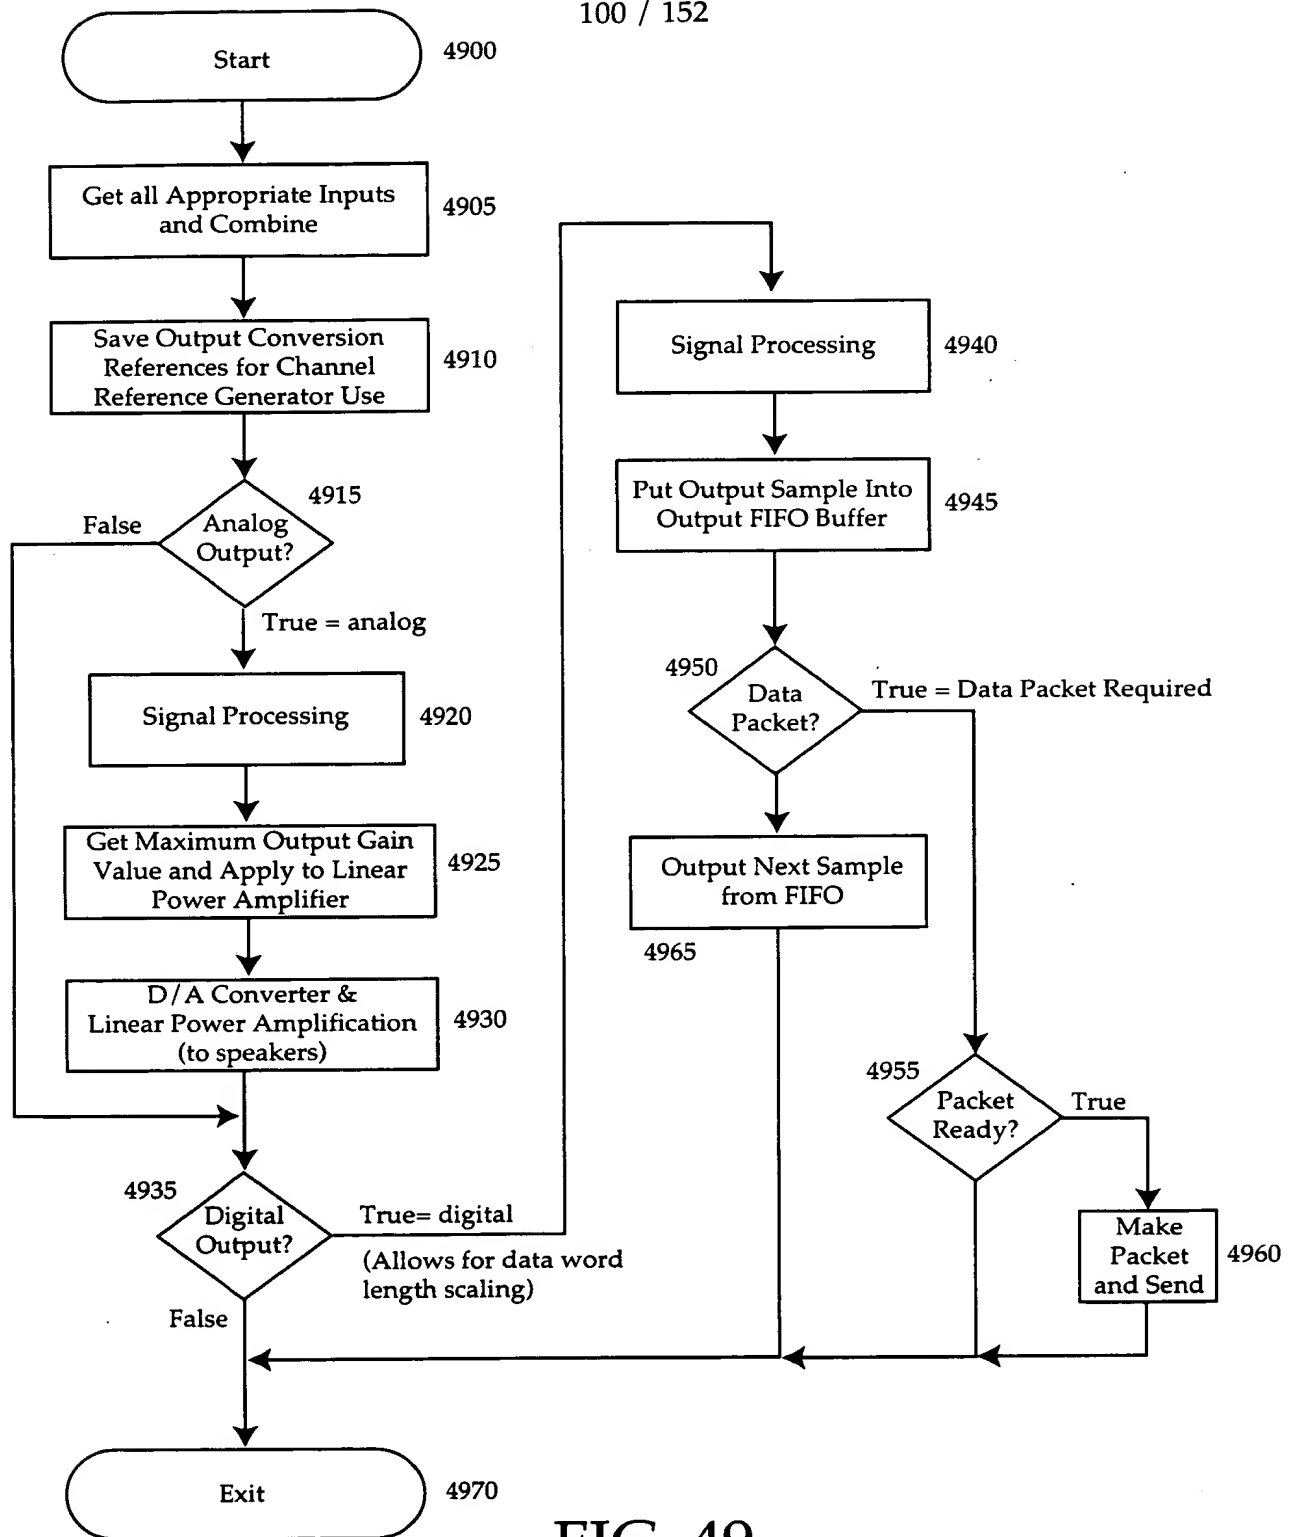 100 / 152
Start
4900
Get all Appropriate Inputs
and Combine
4905
Save Output Conversion
References for Channel
Reference Generator Use
4910
4915
False
Analog
Output?
True = analog
Signal Processing
4920
Get Maximum Output Gain
Value and Apply to Linear
Power Amplifier
4925
D/A Converter &
Linear Power Amplification
(to speakers)
4930
4935
Digital
Output?
True= digital
(Allows for data word
length scaling)
False
Signal Processing
4940
Put Output Sample Into
Output FIFO Buffer
4945
4950
Data
Packet?
True = Data Packet Required
Output Next Sample
from FIFO
4965
4955
Packet
Ready?
True
Make
Packet
and Send
4960
Exit
4970
FIG. 49